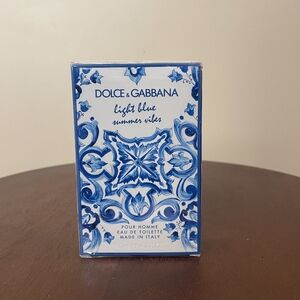 DOLCE & GABBANA
light blue
summer vibes
POUR HOMME
EAU DE TOILETTE
MADE IN ITALY